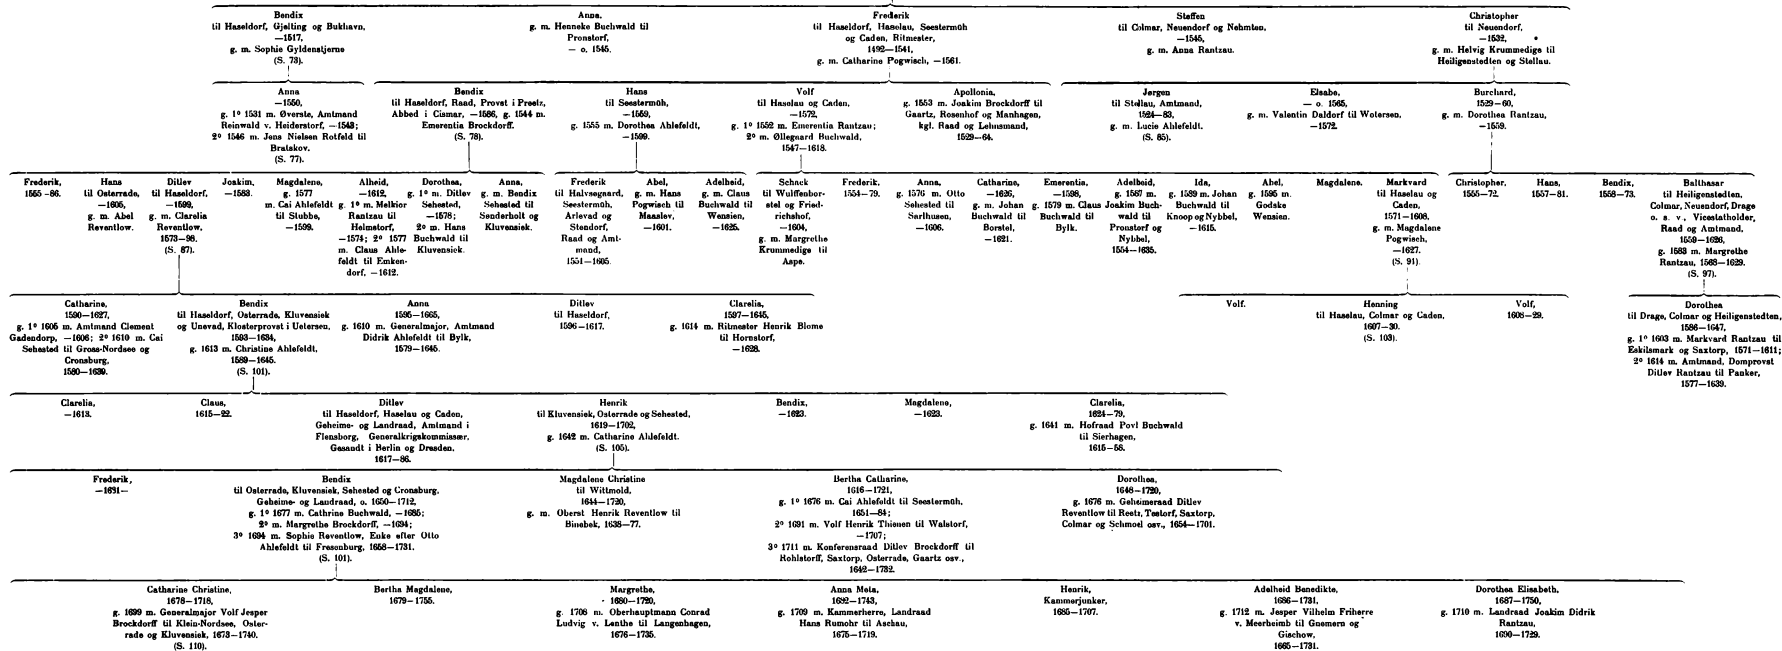 Bendix
til Haseldorf, Gjelting og Bukhavn,
—1517,
g. m. Sophie Gyldenstjerne
(S. 73).
Anna,
g. m. Henneke Buchwald til
Pronstorf,
— o. 1545.
Frederik
til Haseldorf, Haselau, Seestermüh
og Caden, Ritmester,
1492—1541,
g. m. Catharine Pogwisch, —1561.
Steffen
til Colmar, Neuendorf og Nehmten,
—1545,
g. m. Anna Rantzau.
Christopher
til Neuendorf,
—1532,
g. m. Helvig Krummedige til
Heiligenstedten og Stellau.
Anna
—1550,
g. 1º 1531 m. Øverste, Amtmand
Reinwald v. Heiderstorf, —1543;
2º 1546 m. Jens Nielsen Rotfeld til
Bratskov.
(S. 77).
Bendix
til Haseldorf, Raad, Provst i Preetz,
Abbed i Cismar, —1586, g. 1544 m.
Emerentia Brockdorff.
(S. 78).
Hans
til Seestermüh,
—1559,
g. 1555 m. Dorothea Ahlefeldt,
—1599.
Volf
til Haselau og Caden,
—1572,
g. 1º 1552 m. Emerentia Rantzau;
2º m. Øllegaard Buchwald,
1547—1618.
Apollonia,
g. 1553 m. Joakim Brockdorff til
Gaartz, Rosenhof og Manhagen,
kgl. Raad og Lehnsmand,
1529—64.
Jørgen
til Stellau, Amtmand,
1524—83,
g. m. Lucie Ahlefeldt.
(S. 85).
Elsabe,
— o. 1565,
g. m. Valentin Daldorf til Wotersen,
—1572.
Burchard,
1529—60,
g. m. Dorothea Rantzau,
—1559.
Frederik,
1555—86.
Hans
til Osterrade,
—1605,
g. m. Abel
Reventlow.
Ditlev
til Haseldorf,
—1599,
g. m. Clarelia
Reventlow,
1573—98.
(S. 87).
Joakim,
—1583.
Magdalene,
g. 1577
m. Cai Ahlefeldt
til Stubbe,
—1599.
Alheid,
—1612,
g. 1º m. Melkior
Rantzau til
Helmstorf,
—1574; 2º 1577
m. Claus Ahle-
feldt til Emken-
dorf, —1612.
Dorothea,
g. 1º m. Ditlev
Sehested,
—1578;
2º m. Hans
Buchwald til
Kluvensiek.
Anna,
g. m. Bendix
Sehested til
Sønderholt og
Kluvensiek.
Frederik
til Halvsegaard,
Seestermüh,
Arlevad og
Stendorf,
Raad og Amt-
mand,
1551—1605.
Abel,
g. m. Hans
Pogwisch til
Maaslev,
—1601.
Adelheid,
g. m. Claus
Buchwald til
Wensien,
—1625.
Schack
til Wulffenbor-
stel og Fried-
richshof,
—1604,
g. m. Margrethe
Krummedige til
Aspe.
Frederik,
1554—79.
Anna,
g. 1576 m. Otto
Sehested til
Sarlhusen,
—1606.
Catharine,
—1626,
g. m. Johan
Buchwald til
Borstel,
—1621.
Emerentia,
—1598,
g. 1579 m. Claus
Buchwald til
Bylk.
Adelheid,
g. 1567 m.
Joakim Buch-
wald til
Pronstorf og
Nybbel,
1554—1635.
Ida,
g. 1589 m. Johan
Buchwald til
Knoop og Nybbel,
—1615.
Abel,
g. 1595 m.
Godske
Wensien.
Magdalene.
Markvard
til Haselau og
Caden,
1571—1608,
g. m. Magdalene
Pogwisch,
—1627.
(S. 91).
Christopher,
1555—72.
Hans,
1557—81.
Bendix,
1558—73.
Balthasar
til Heiligenstedten,
Colmar, Neuendorf, Drage
o. s. v., Vicestatholder,
Raad og Amtmand,
1559—1626,
g. 1583 m. Margrethe
Rantzau, 1568—1629.
(S. 97).
Catharine,
1590—1627,
g. 1º 1605 m. Amtmand Clement
Gadendorp, —1606; 2º 1610 m. Cai
Sehested til Gross-Nordsee og
Cronsburg,
1580—1639.
Bendix
til Haseldorf, Osterrade, Kluvensiek
og Unevad, Klosterprovst i Uetersen,
1593—1634,
g. 1613 m. Christine Ahlefeldt,
1589—1645.
(S. 101).
Anna
1595—1665,
g. 1610 m. Generalmajor, Amtmand
Didrik Ahlefeldt til Bylk,
1579—1645.
Ditlev
til Haseldorf,
1596—1617.
Clarelia,
1597—1645,
g. 1614 m. Ritmester Henrik Blome
til Hornstorf,
—1628.
Volf.
Henning
til Haselau, Colmar og Caden,
1607—30.
(S. 103).
Volf,
1608—29.
Dorothea
til Drage, Colmar og Heiligenstedten,
1586—1647,
g. 1º 1603 m. Markvard Rantzau til
Eskilsmark og Saxtorp, 1571—1611;
2º 1614 m. Amtmand, Domprovst
Ditlev Rantzau til Panker,
1577—1639.
Clarelia,
—1613.
Claus,
1615—22.
Ditlev
til Haseldorf, Haselau og Caden,
Geheime- og Landraad, Amtmand i
Flensborg, Generalkrigskommissær,
Gesandt i Berlin og Dresden.
1617—86.
Henrik
til Kluvensiek, Osterrade og Sehested,
1619—1702,
g. 1642 m. Catharine Ahlefeldt.
(S. 105).
Bendix,
—1623.
Magdalene,
—1623.
Clarelia,
1624—79,
g. 1641 m. Hofraad Povl Buchwald
til Sierhagen,
1615—58.
Frederik,
—1691—
Bendix
til Osterrade, Kluvensiek, Sehested og Cronsburg,
Geheime- og Landraad, o. 1650—1712,
g. 1º 1677 m. Cathrine Buchwald, —1685;
2º m. Margrethe Brockdorff, —1694;
3º 1694 m. Sophie Reventlow, Enke efter Otto
Ahlefeldt til Fresenburg, 1658—1731.
(S. 101).
Magdalene Christine
til Wittmold,
1644—1720,
g. m. Oberst Henrik Reventlow til
Binebek, 1638—77.
Bertha Catharine,
1616—1721,
g. 1º 1676 m. Cai Ahlefeldt til Seestermüh,
1651—84;
2º 1691 m. Volf Henrik Thienen til Walstorf,
—1707;
3º 1711 m. Konferensraad Ditlev Brockdorff til
Rohlstorff, Saxtorp, Osterrade, Gaartz osv.,
1642—1732.
Dorothea,
1648—1720,
g. 1676 m. Geheimeraad Ditlev
Reventlow til Reetz, Testorf, Saxtorp,
Colmar og Schmoel osv., 1654—1701.
Catharine Christine,
1678—1718,
g. 1699 m. Generalmajor Volf Jesper
Brockdorff til Klein-Nordsee, Oster-
rade og Kluvensiek, 1673—1740.
(S. 110).
Bertha Magdalene,
1679—1755.
Margrethe,
1680—1720,
g. 1708 m. Oberhauptmann Conrad
Ludvig v. Lenthe til Langenhagen,
1676—1735.
Anna Meta,
1682—1743,
g. 1709 m. Kammerherre, Landraad
Hans Rumohr til Aschau,
1675—1719.
Henrik,
Kammerjunker,
1685—1707.
Adelheid Benedikte,
1686—1731,
g. 1712 m. Jesper Vilhelm Friherre
v. Meerheimb til Gnemern og
Gischow,
1665—1731.
Dorothea Elisabeth,
1687—1750,
g. 1710 m. Landraad Joakim Didrik
Rantzau,
1690—1729.